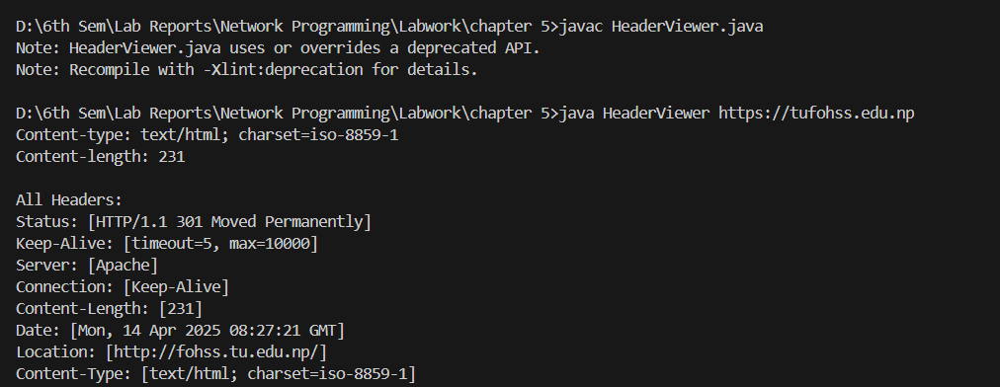 D:\6th Sem\Lab Reports\Network Programming\Labwork\chapter 5>javac HeaderViewer.java
Note: HeaderViewer.java uses or overrides a deprecated API.
Note: Recompile with -Xlint:deprecation for details.

D:\6th Sem\Lab Reports\Network Programming\Labwork\chapter 5>java HeaderViewer https://tufohss.edu.np
Content-type: text/html; charset=iso-8859-1
Content-length: 231

All Headers:
Status: [HTTP/1.1 301 Moved Permanently]
Keep-Alive: [timeout=5, max=10000]
Server: [Apache]
Connection: [Keep-Alive]
Content-Length: [231]
Date: [Mon, 14 Apr 2025 08:27:21 GMT]
Location: [http://fohss.tu.edu.np/]
Content-Type: [text/html; charset=iso-8859-1]